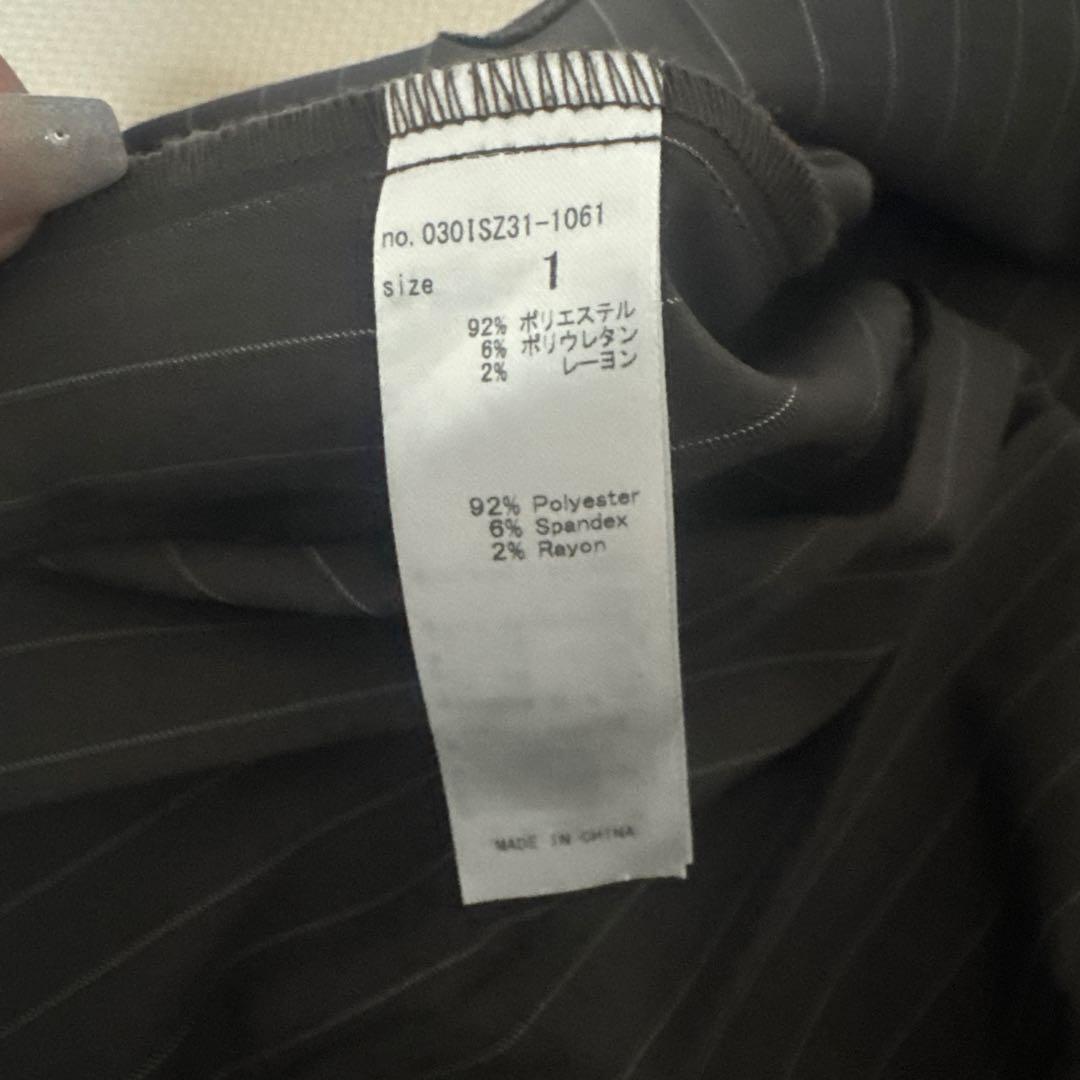 no. 030ISZ31-1061
size 1
92% ポリエステル
6% ポリウレタン
2% レーヨン
92% Polyester
6% Spandex
2% Rayon
MADE IN CHINA